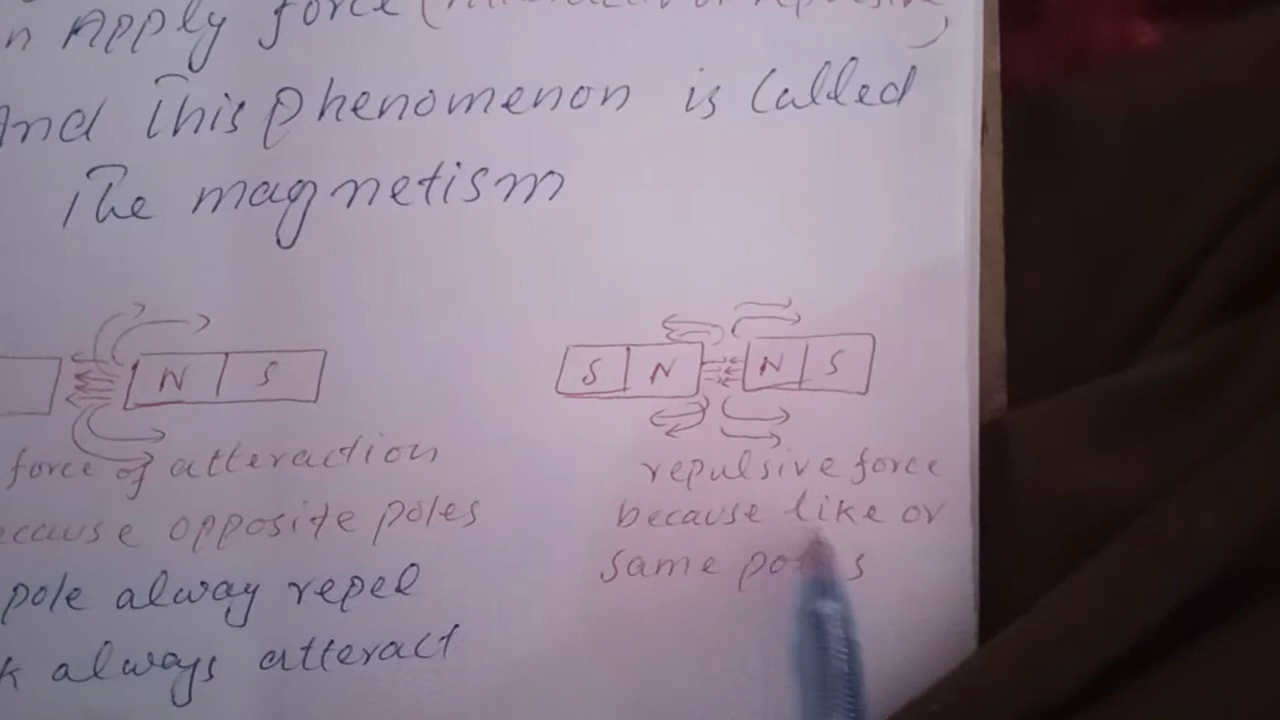 n Apply force (
And This phenomenon is Called
The magnetism
N S
S N N S
force of atteraction
opposite poles
pole alway repel
always atteract
repulsive force
because like or
same